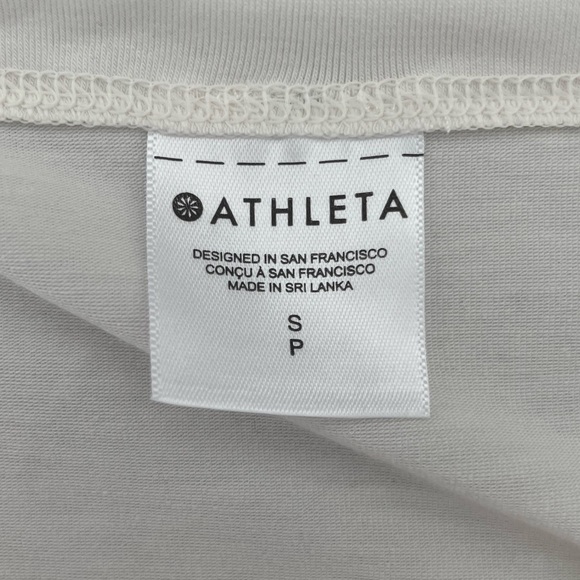 ATHLETA
DESIGNED IN SAN FRANCISCO
CONÇU À SAN FRANCISCO
MADE IN SRI LANKA
S
P